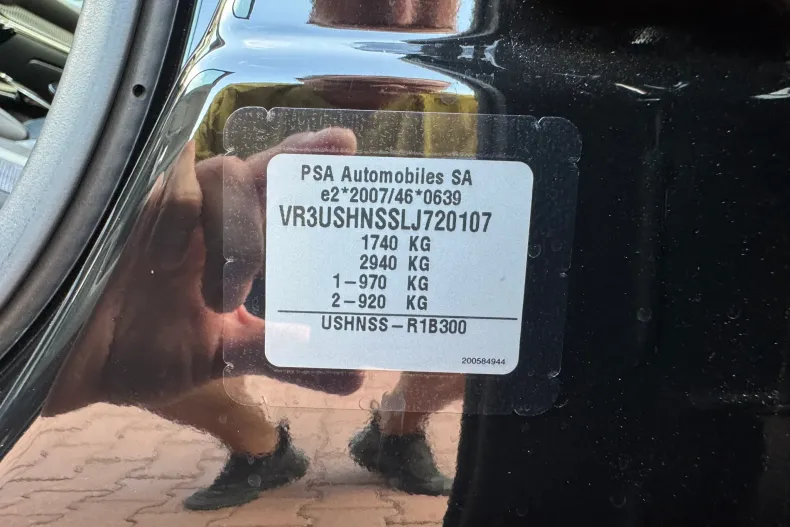 PSA Automobiles SA
e2*2007/46*0639
VR3USHNSSLJ720107
1740 KG
2940 KG
1-970 KG
2-920 KG
USHNSS-R1B300
200584944